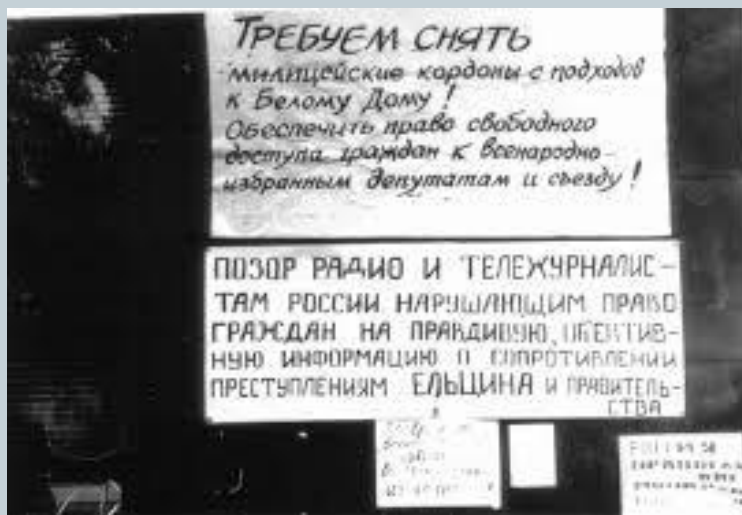 ТРЕБУЕМ СНЯТЬ
милицейские кордоны с подходов
к Белому Дому!
Обеспечить право свободного
доступа граждан к всенародно-
избранным депутатам и съезду!
ПОЗОР РАДИО И ТЕЛЕЖУРНАЛИС-
ТАМ РОССИИ НАРУШАЮЩИМ ПРАВО
ГРАЖДАН НА ПРАВДИВУЮ, ОБЕКТИВ-
НУЮ ИНФОРМАЦИЮ О СОПРОТИВЛЕНИИ
ПРЕСТУПЛЕНИЯМ ЕЛЬЦИНА И ПРАВИТЕЛЬ-
СТВА